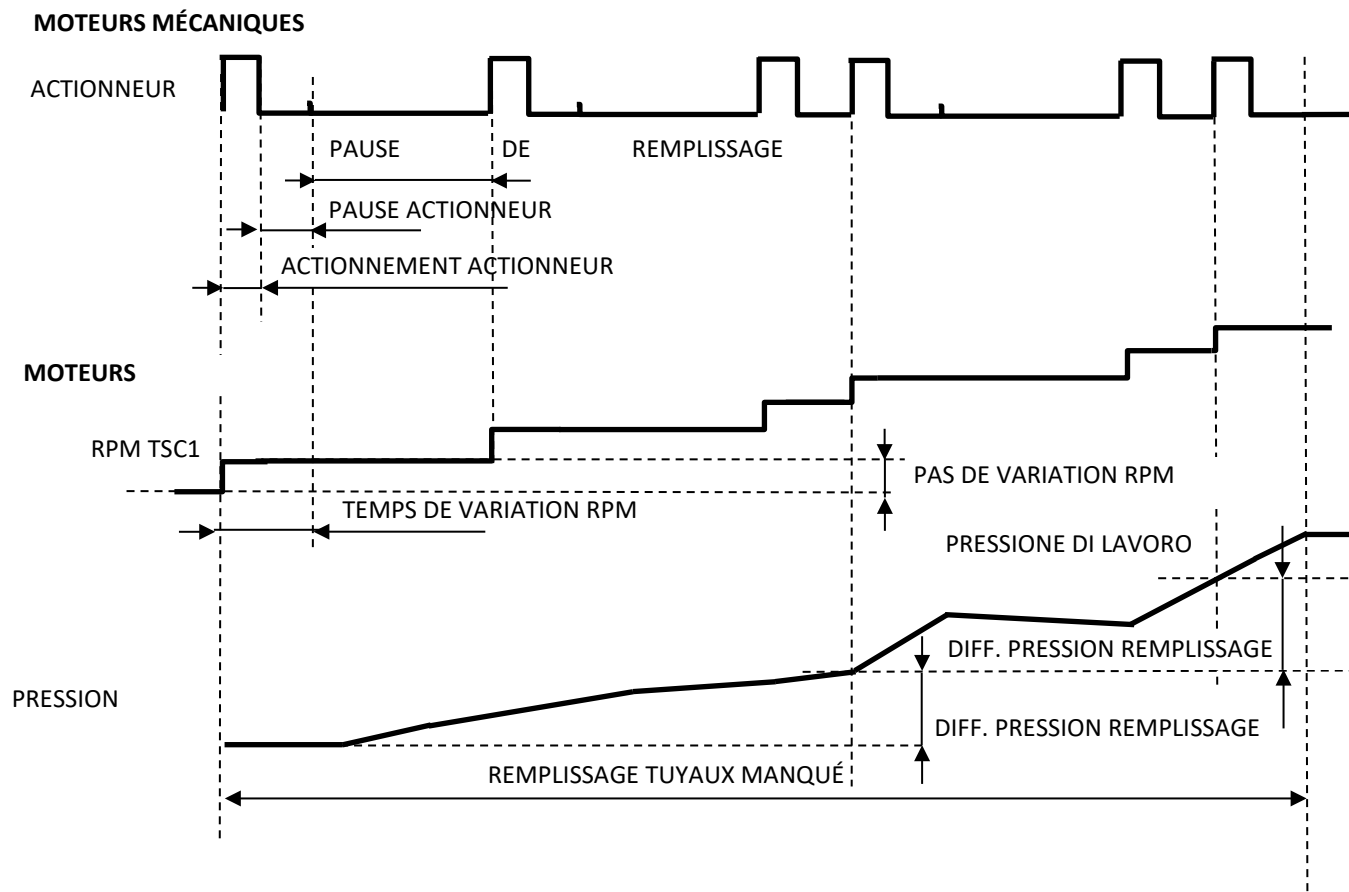 MOTEURS MÉCANIQUES
ACTIONNEUR
PAUSE DE REMPLISSAGE
PAUSE ACTIONNEUR
ACTIONNEMENT ACTIONNEUR
MOTEURS
RPM TSC1
PAS DE VARIATION RPM
TEMPS DE VARIATION RPM
PRESSIONE DI LAVORO
DIFF. PRESSION REMPLISSAGE
PRESSION
DIFF. PRESSION REMPLISSAGE
REMPLISSAGE TUYAUX MANQUÉ